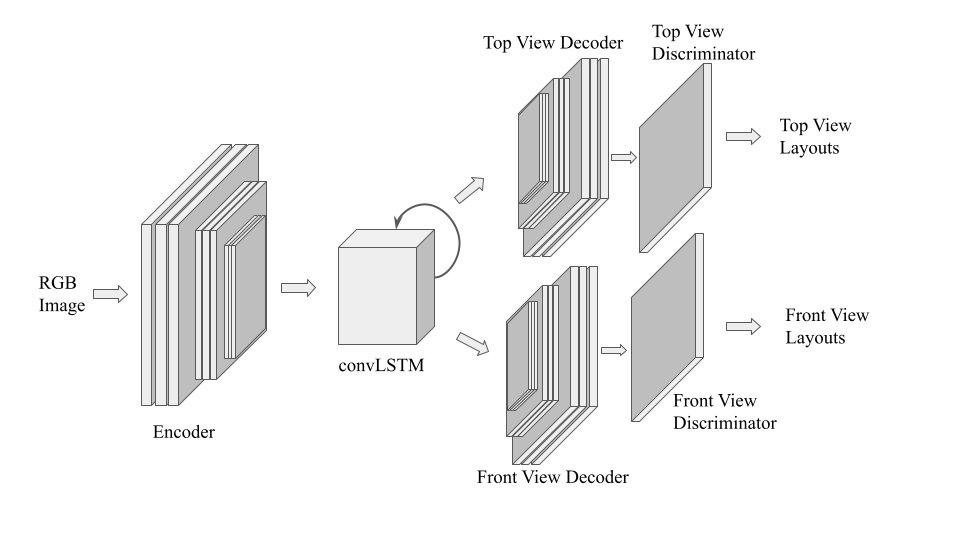 Top View Decoder
Top View
Discriminator
Top View
Layouts
RGB
Image
convLSTM
Encoder
Front View
Layouts
Front View
Discriminator
Front View Decoder